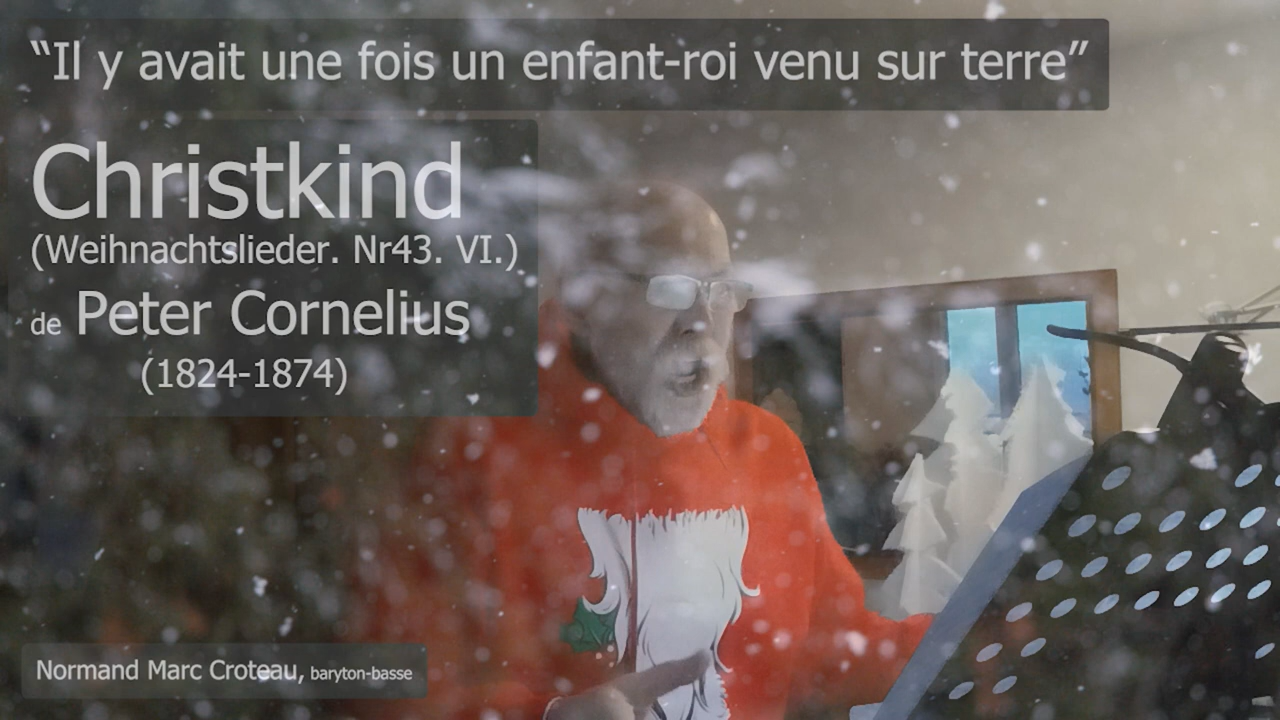 “Il y avait une fois un enfant-roi venu sur terre”
Christkind
(Weihnachtslieder. Nr43. VI.)
de Peter Cornelius
(1824-1874)
Normand Marc Croteau, baryton-basse